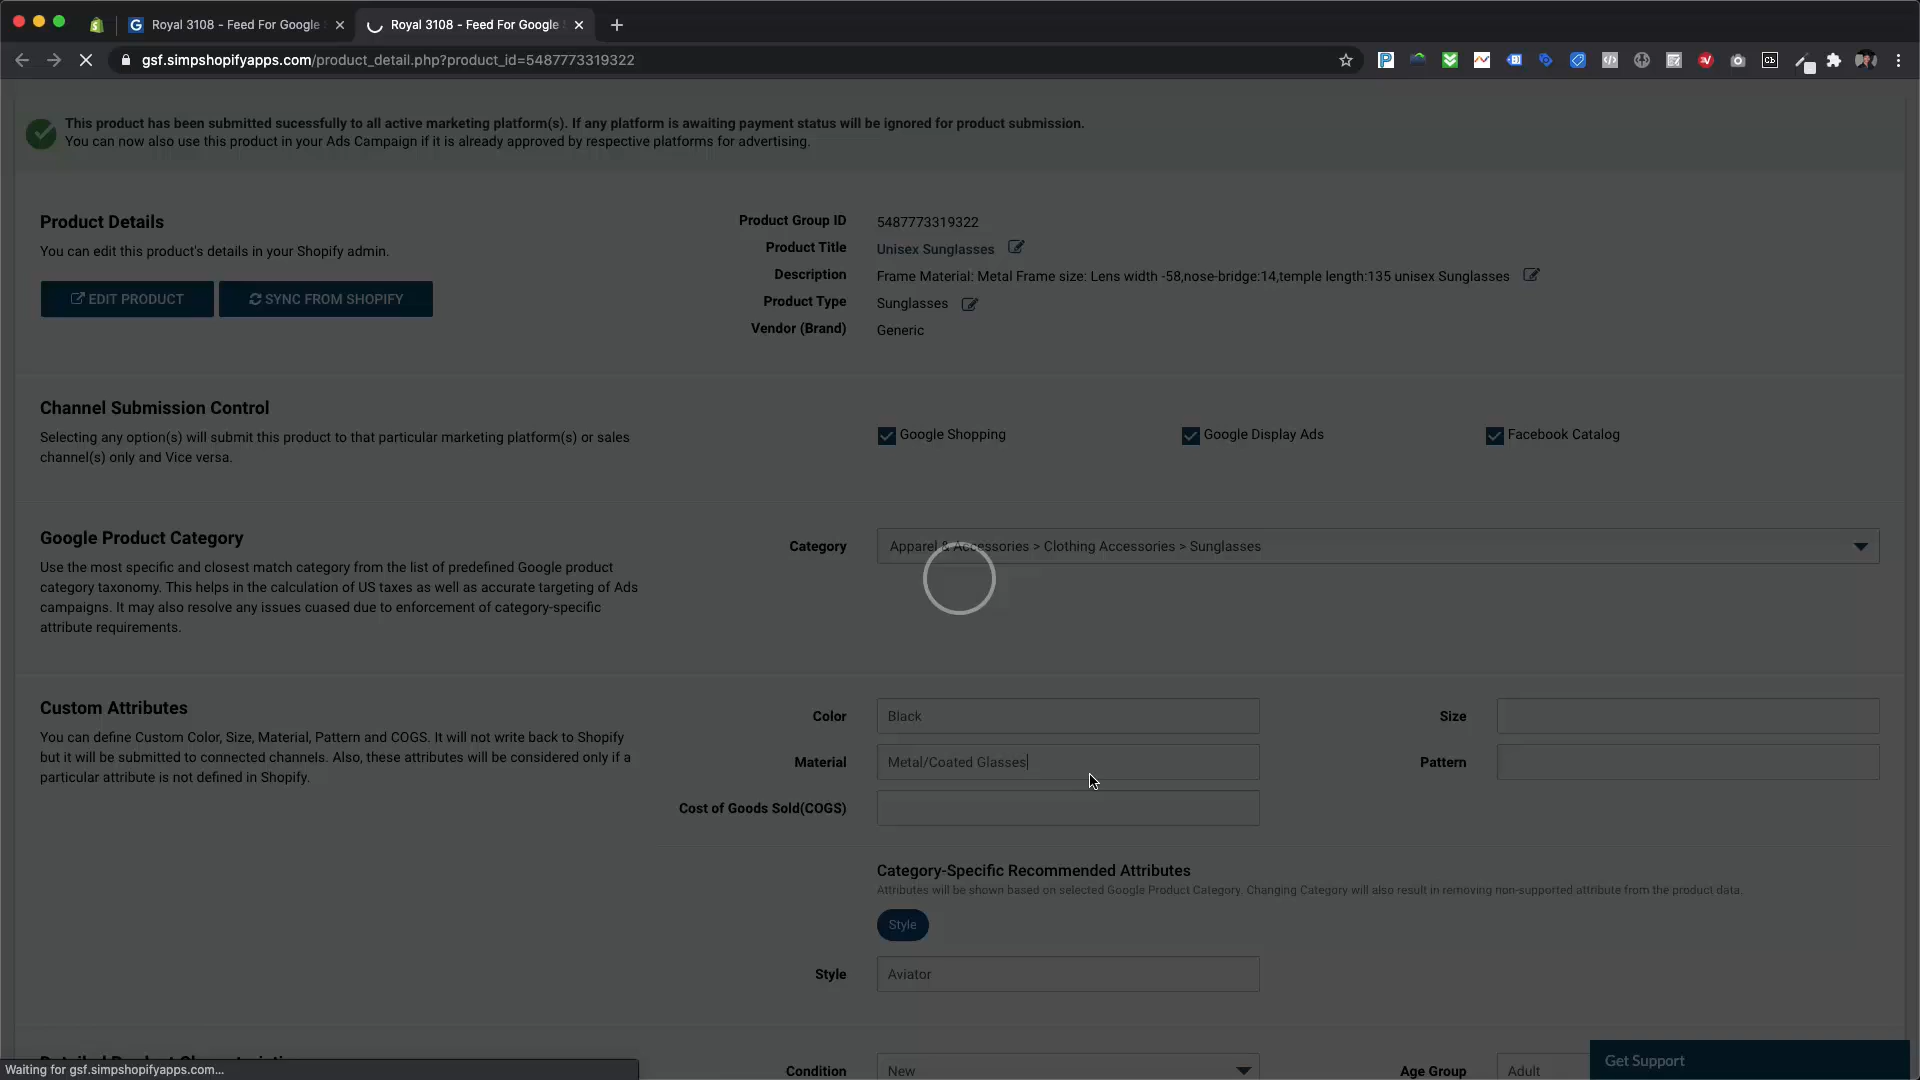 Royal 3108 - Feed For Google
Royal 3108 - Feed For Google
gsf.simpshopifyapps.com/product_detail.php?product_id=5487773319322
This product has been submitted sucessfully to all active marketing platform(s). If any platform is awaiting payment status will be ignored for product submission.
You can now also use this product in your Ads Campaign if it is already approved by respective platforms for advertising.
Product Details
You can edit this product's details in your Shopify admin.
EDIT PRODUCT
SYNC FROM SHOPIFY
Product Group ID 5487773319322
Product Title Unisex Sunglasses
Description Frame Material: Metal Frame size: Lens width -58,nose-bridge:14,temple length:135 unisex Sunglasses
Product Type Sunglasses
Vendor (Brand) Generic
Channel Submission Control
Selecting any option(s) will submit this product to that particular marketing platform(s) or sales
channel(s) only and Vice versa.
Google Shopping
Google Display Ads
Facebook Catalog
Google Product Category
Use the most specific and closest match category from the list of predefined Google product
category taxonomy. This helps in the calculation of US taxes as well as accurate targeting of Ads
campaigns. It may also resolve any issues cuased due to enforcement of category-specific
attribute requirements.
Category Apparel & Accessories > Clothing Accessories > Sunglasses
Custom Attributes
You can define Custom Color, Size, Material, Pattern and COGS. It will not write back to Shopify
but it will be submitted to connected channels. Also, these attributes will be considered only if a
particular attribute is not defined in Shopify.
Color Black
Size
Material Metal/Coated Glasses
Pattern
Cost of Goods Sold(COGS)
Category-Specific Recommended Attributes
Attributes will be shown based on selected Google Product Category. Changing Category will also result in removing non-supported attribute from the product data.
Style
Style Aviator
Condition New
Age Group Adult
Get Support
Waiting for gsf.simpshopifyapps.com...